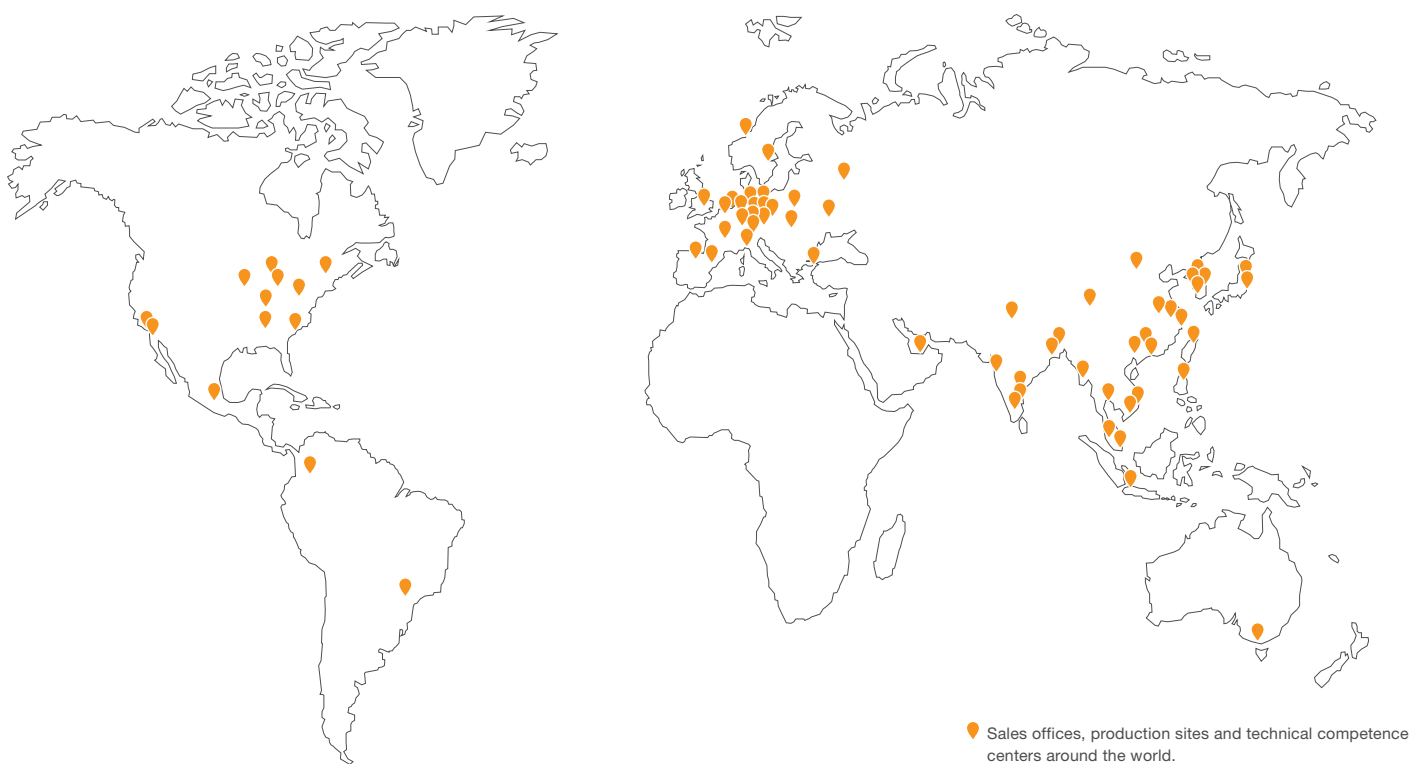 Sales offices, production sites and technical competence
centers around the world.